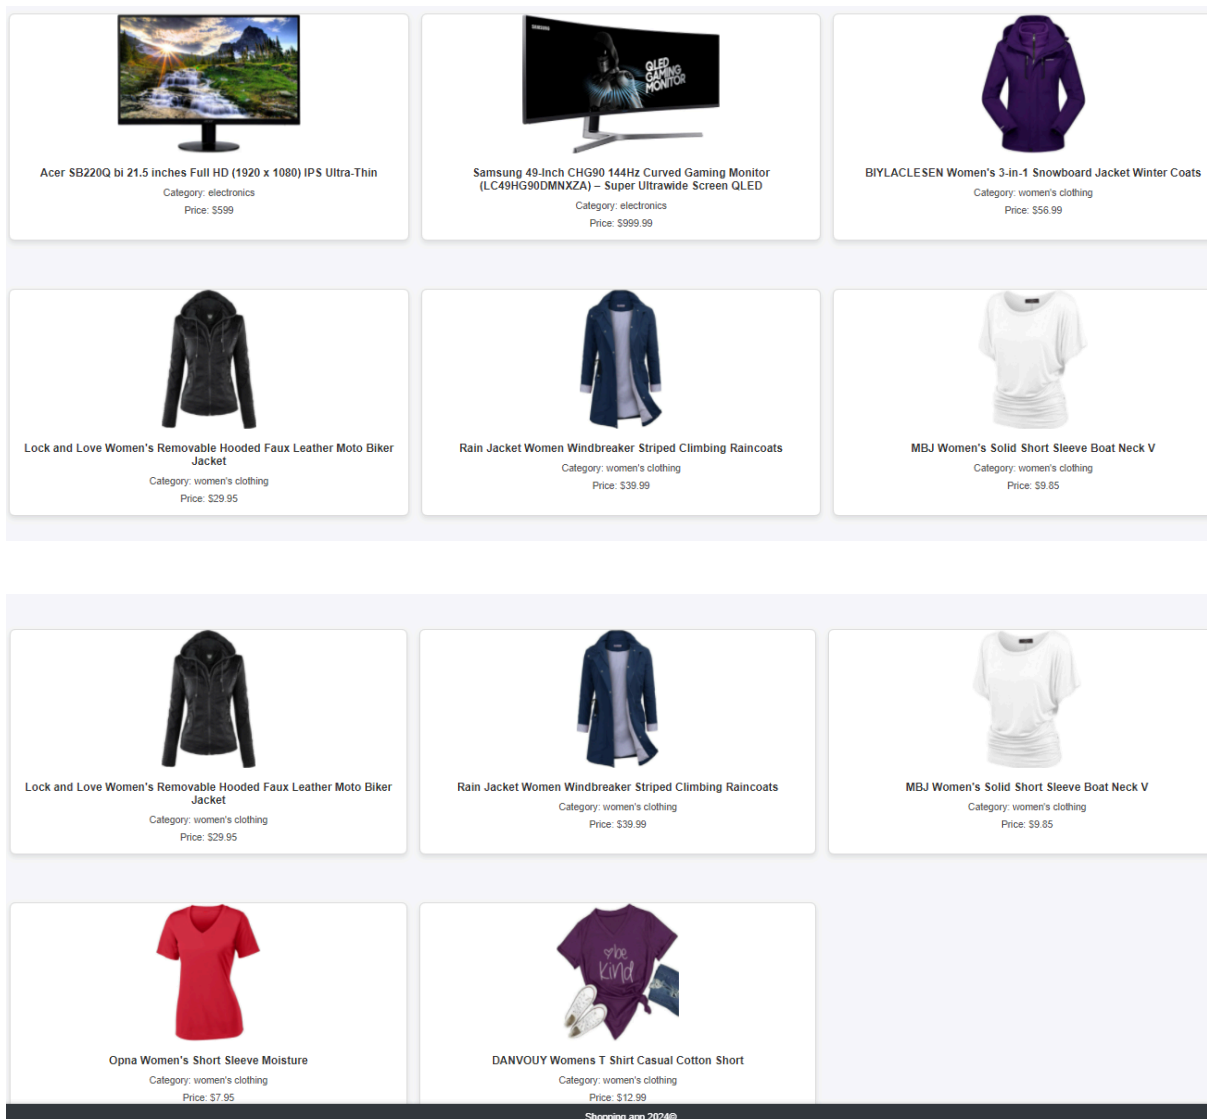 SAMSUNG
QLED
GAMING
MONITOR
Acer SB220Q bi 21.5 inches Full HD (1920 x 1080) IPS Ultra-Thin
Category: electronics
Price: $599
Samsung 49-Inch CHG90 144Hz Curved Gaming Monitor
(LC49HG90DMNXZA) – Super Ultrawide Screen QLED
Category: electronics
Price: $999.99
BIYLACLESEN Women's 3-in-1 Snowboard Jacket Winter Coats
Category: women's clothing
Price: $56.99
Lock and Love Women's Removable Hooded Faux Leather Moto Biker
Jacket
Category: women's clothing
Price: $29.95
Rain Jacket Women Windbreaker Striped Climbing Raincoats
Category: women's clothing
Price: $39.99
MBJ Women's Solid Short Sleeve Boat Neck V
Category: women's clothing
Price: $9.85
Lock and Love Women's Removable Hooded Faux Leather Moto Biker
Jacket
Category: women's clothing
Price: $29.95
Rain Jacket Women Windbreaker Striped Climbing Raincoats
Category: women's clothing
Price: $39.99
MBJ Women's Solid Short Sleeve Boat Neck V
Category: women's clothing
Price: $9.85
be
Kind
Opna Women's Short Sleeve Moisture
Category: women's clothing
Price: $7.95
DANVOUY Womens T Shirt Casual Cotton Short
Category: women's clothing
Price: $12.99
Shopping app 2024©